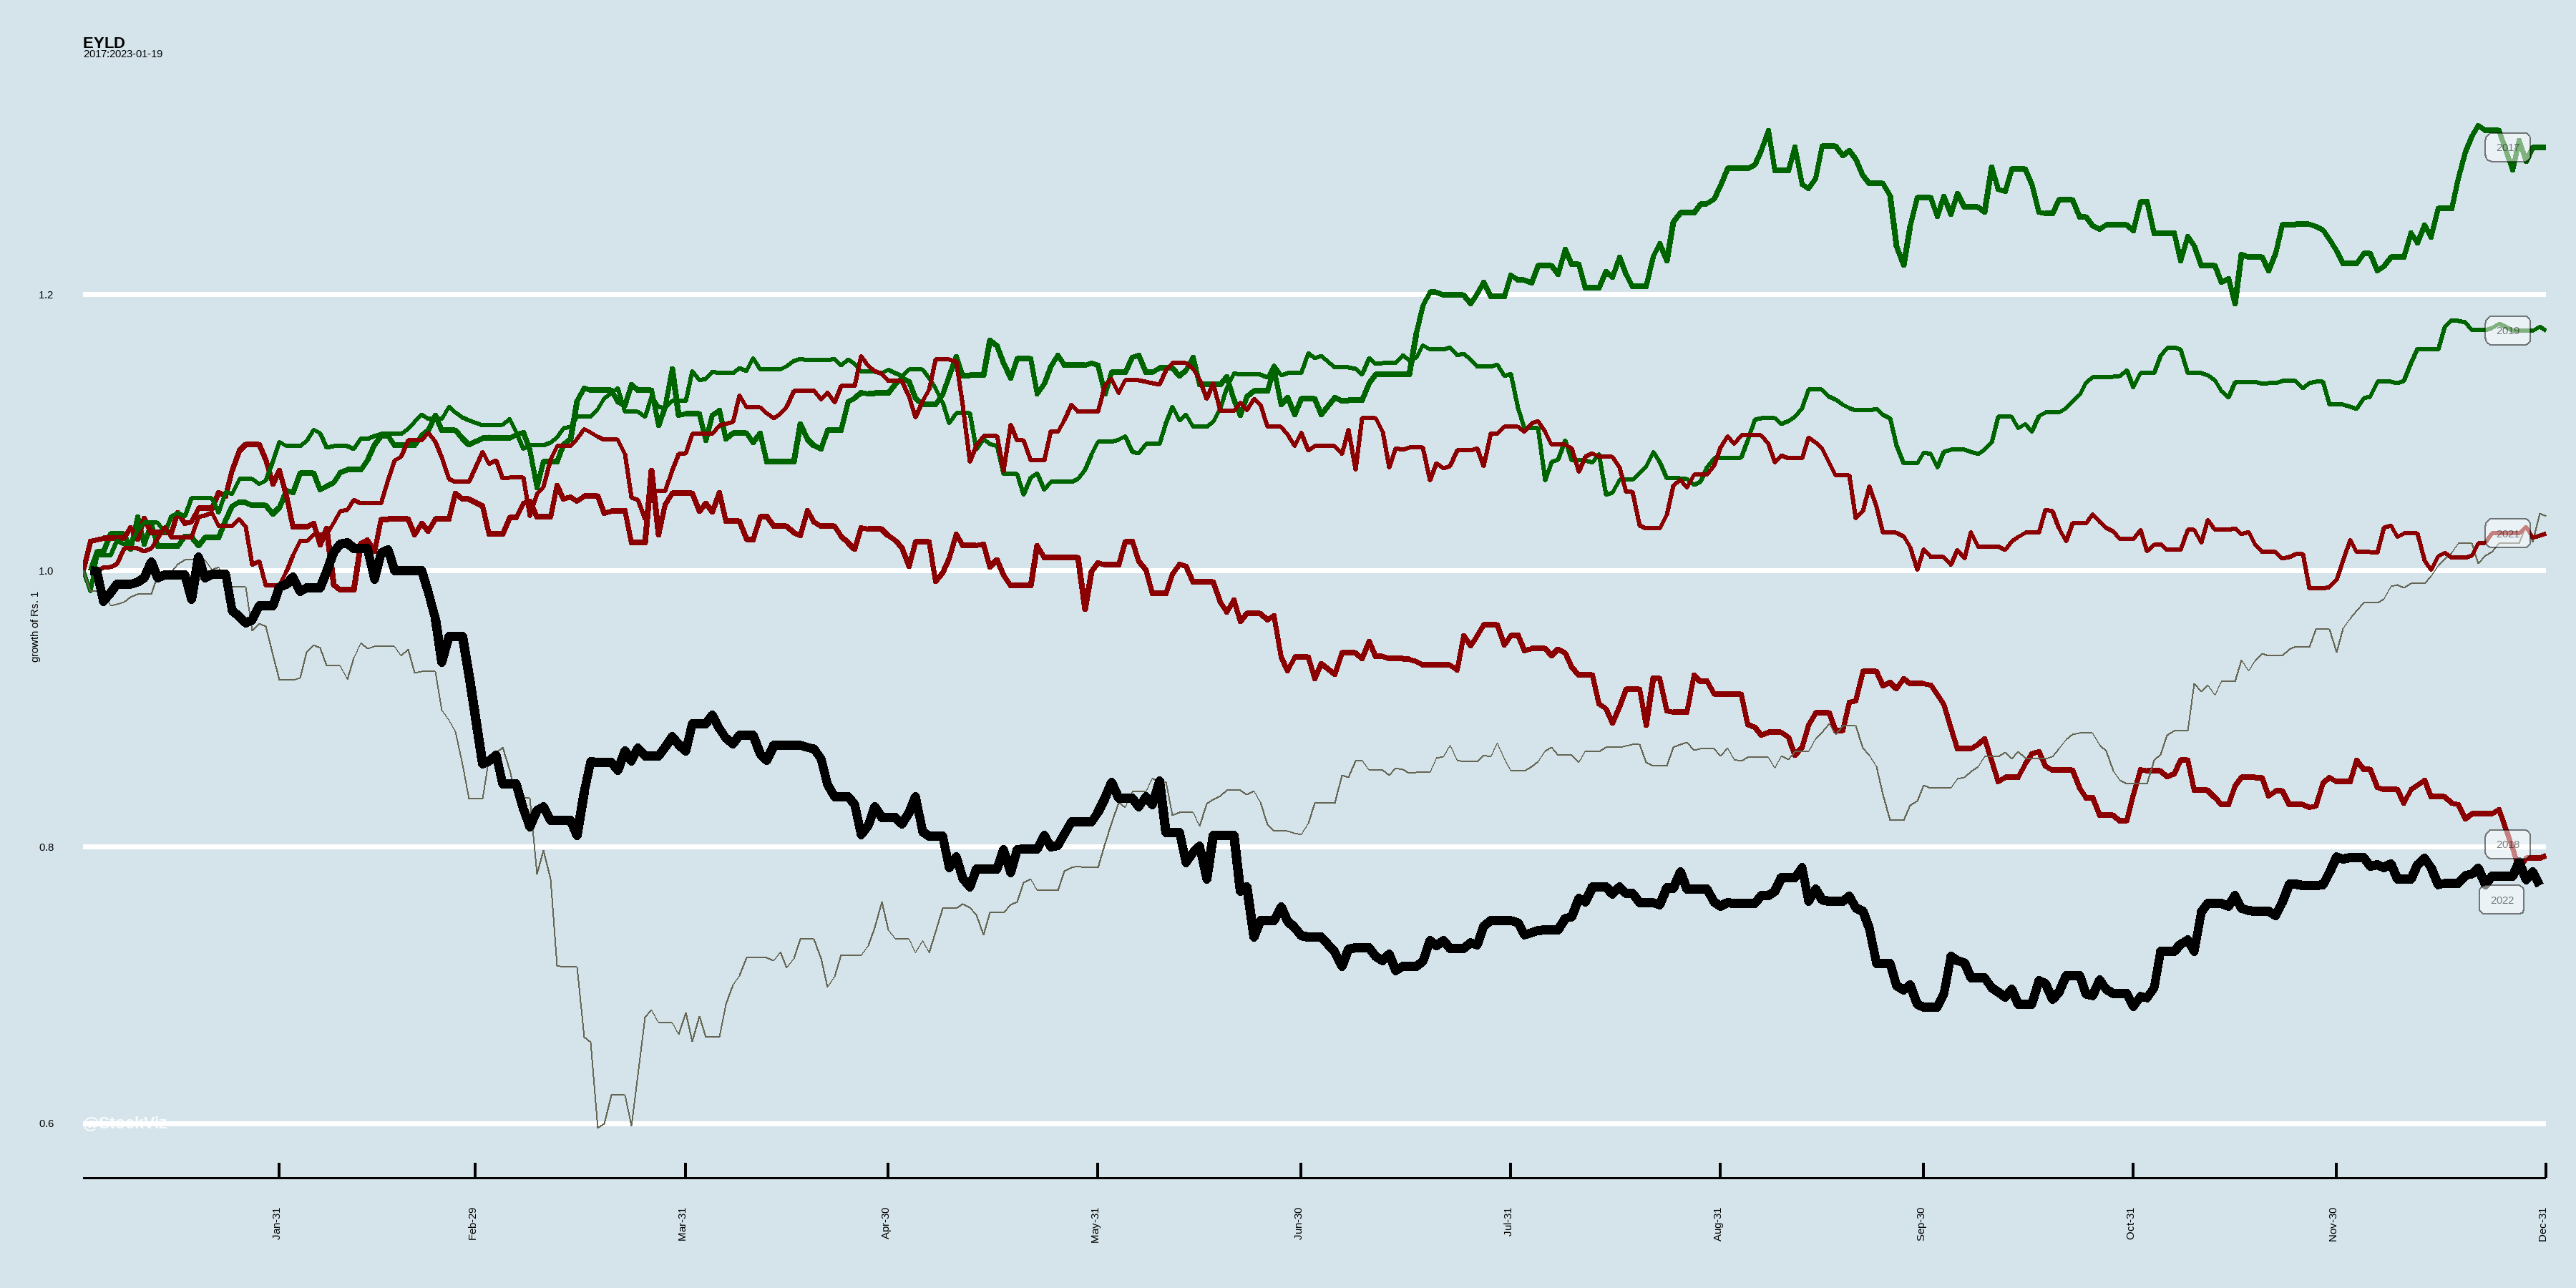 EYLD
2017:2023-01-19
2017
1.2
2019
1.0
2021
growth of Rs. 1
0.8
2018
2022
0.6
@StockViz
Jan-31
Feb-29
Mar-31
Apr-30
May-31
Jun-30
Jul-31
Aug-31
Sep-30
Oct-31
Nov-30
Dec-31